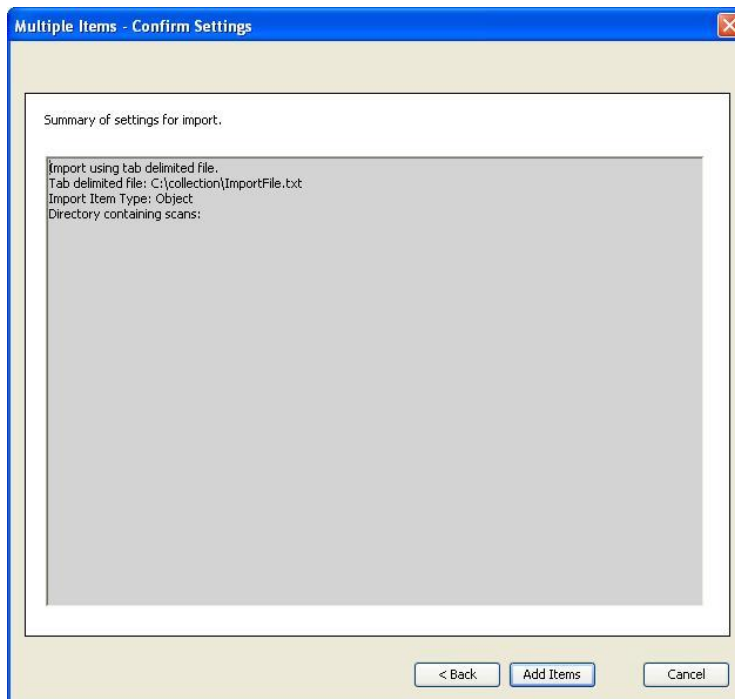 Multiple Items - Confirm Settings
Summary of settings for import.
Import using tab delimited file.
Tab delimited file: C:\collection\ImportFile.txt
Import Item Type: Object
Directory containing scans:
< Back Add Items Cancel